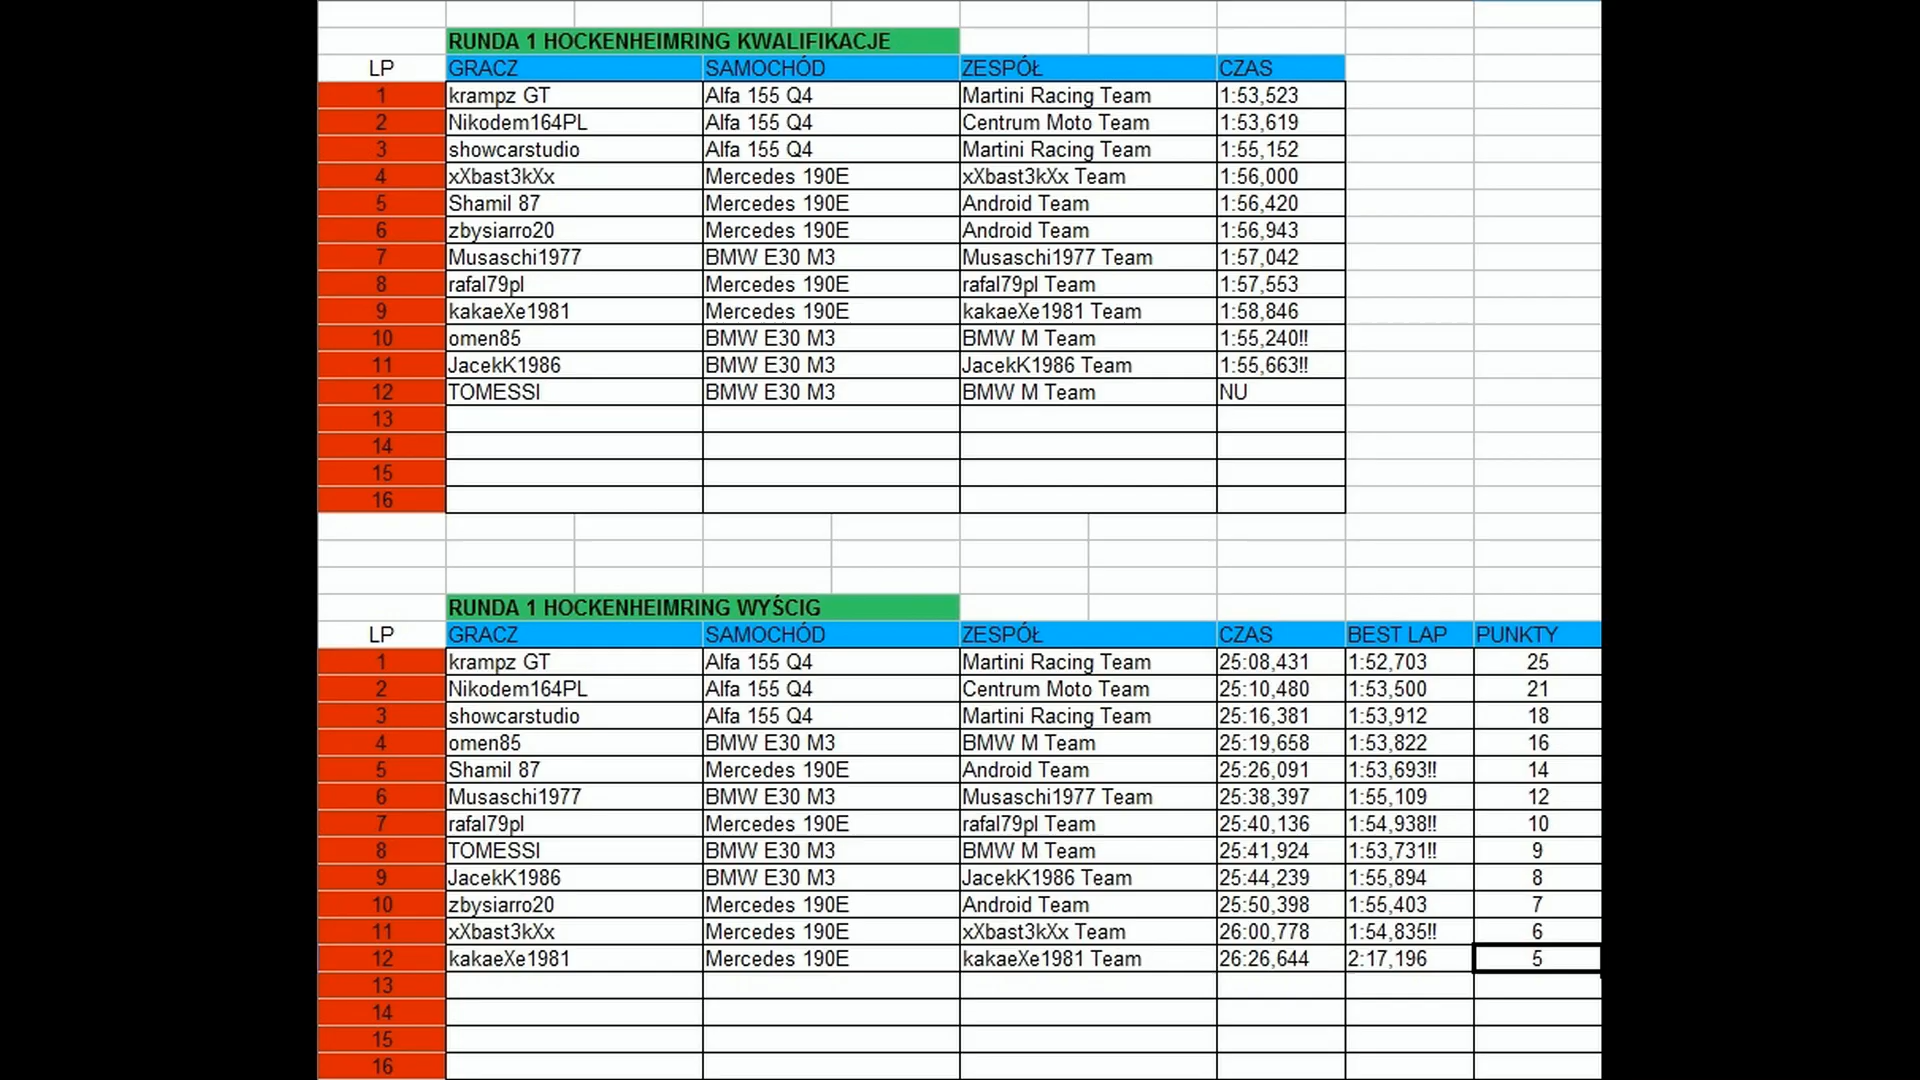 RUNDA 1 HOCKENHEIMRING KWALIFIKACJE
LP GRACZ SAMOCHÓD ZESPÓŁ CZAS
1 krampz GT Alfa 155 Q4 Martini Racing Team 1:53,523
2 Nikodem164PL Alfa 155 Q4 Centrum Moto Team 1:53,619
3 showcarstudio Alfa 155 Q4 Martini Racing Team 1:55,152
4 xXbast3kXx Mercedes 190E xXbast3kXx Team 1:56,000
5 Shamil 87 Mercedes 190E Android Team 1:56,420
6 zbysiarro20 Mercedes 190E Android Team 1:56,943
7 Musaschi1977 BMW E30 M3 Musaschi1977 Team 1:57,042
8 rafal79pl Mercedes 190E rafal79pl Team 1:57,553
9 kakaeXe1981 Mercedes 190E kakaeXe1981 Team 1:58,846
10 omen85 BMW E30 M3 BMW M Team 1:55,240!!
11 JacekK1986 BMW E30 M3 JacekK1986 Team 1:55,663!!
12 TOMESSI BMW E30 M3 BMW M Team NU
13
14
15
16
RUNDA 1 HOCKENHEIMRING WYŚCIG
LP GRACZ SAMOCHÓD ZESPÓŁ CZAS BEST LAP PUNKTY
1 krampz GT Alfa 155 Q4 Martini Racing Team 25:08,431 1:52,703 25
2 Nikodem164PL Alfa 155 Q4 Centrum Moto Team 25:10,480 1:53,500 21
3 showcarstudio Alfa 155 Q4 Martini Racing Team 25:16,381 1:53,912 18
4 omen85 BMW E30 M3 BMW M Team 25:19,658 1:53,822 16
5 Shamil 87 Mercedes 190E Android Team 25:26,091 1:53,693!! 14
6 Musaschi1977 BMW E30 M3 Musaschi1977 Team 25:38,397 1:55,109 12
7 rafal79pl Mercedes 190E rafal79pl Team 25:40,136 1:54,938!! 10
8 TOMESSI BMW E30 M3 BMW M Team 25:41,924 1:53,731!! 9
9 JacekK1986 BMW E30 M3 JacekK1986 Team 25:44,239 1:55,894 8
10 zbysiarro20 Mercedes 190E Android Team 25:50,398 1:55,403 7
11 xXbast3kXx Mercedes 190E xXbast3kXx Team 26:00,778 1:54,835!! 6
12 kakaeXe1981 Mercedes 190E kakaeXe1981 Team 26:26,644 2:17,196 5
13
14
15
16